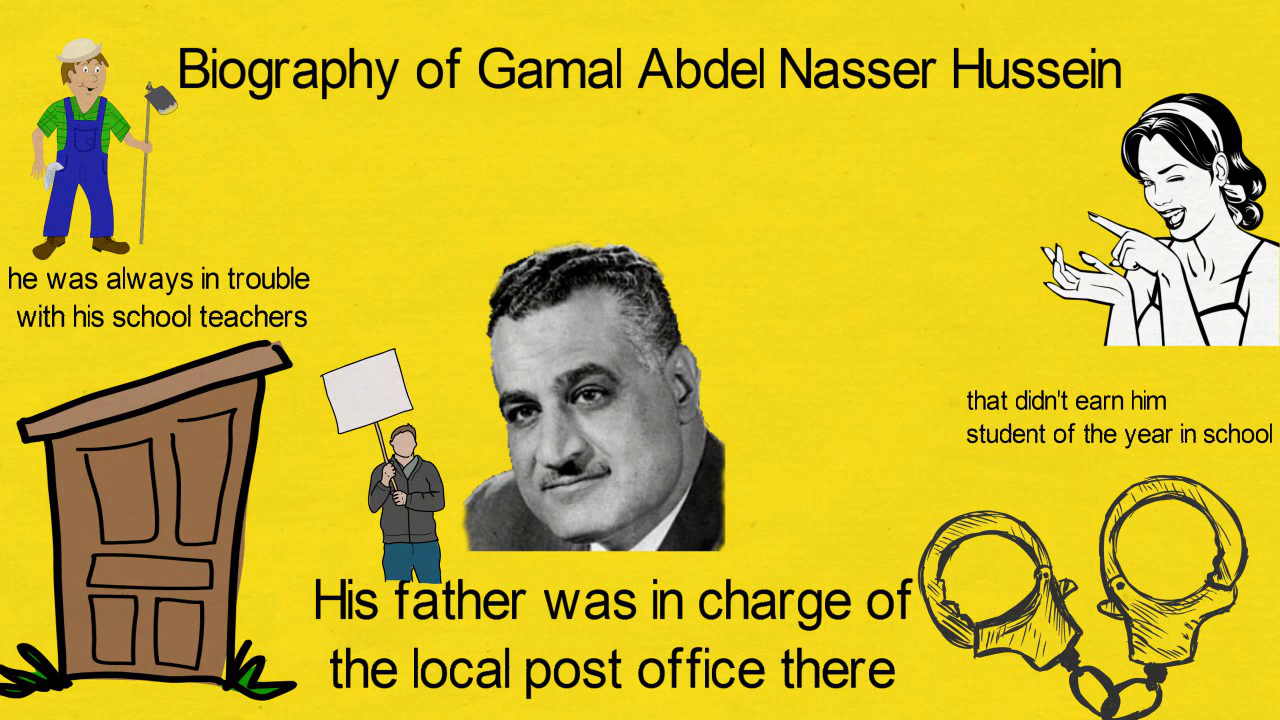 Biography of Gamal Abdel Nasser Hussein
he was always in trouble
with his school teachers
that didn't earn him
student of the year in school
His father was in charge of
the local post office there